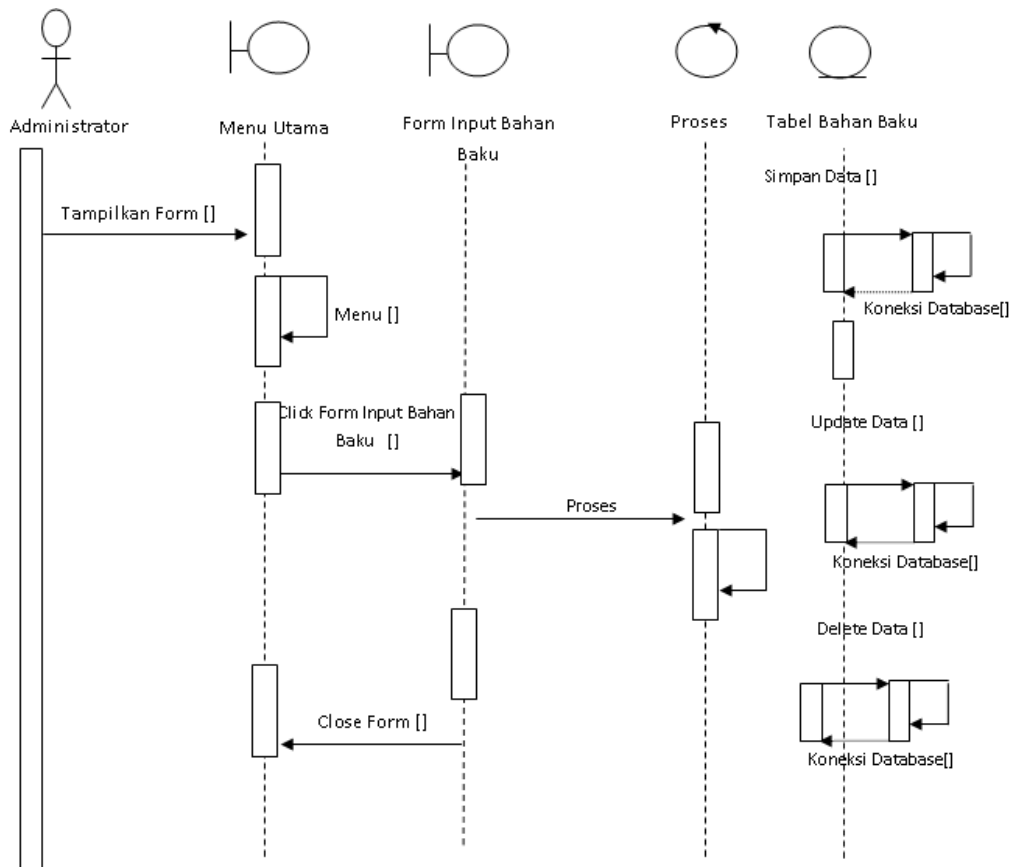 Administrator
Menu Utama
Form Input Bahan
Baku
Proses
Tabel Bahan Baku
Simpan Data []
Tampilkan Form []
Koneksi Database[]
Menu []
Click Form Input Bahan
Baku []
Update Data []
Proses
Koneksi Database[]
Delete Data []
Close Form []
Koneksi Database[]